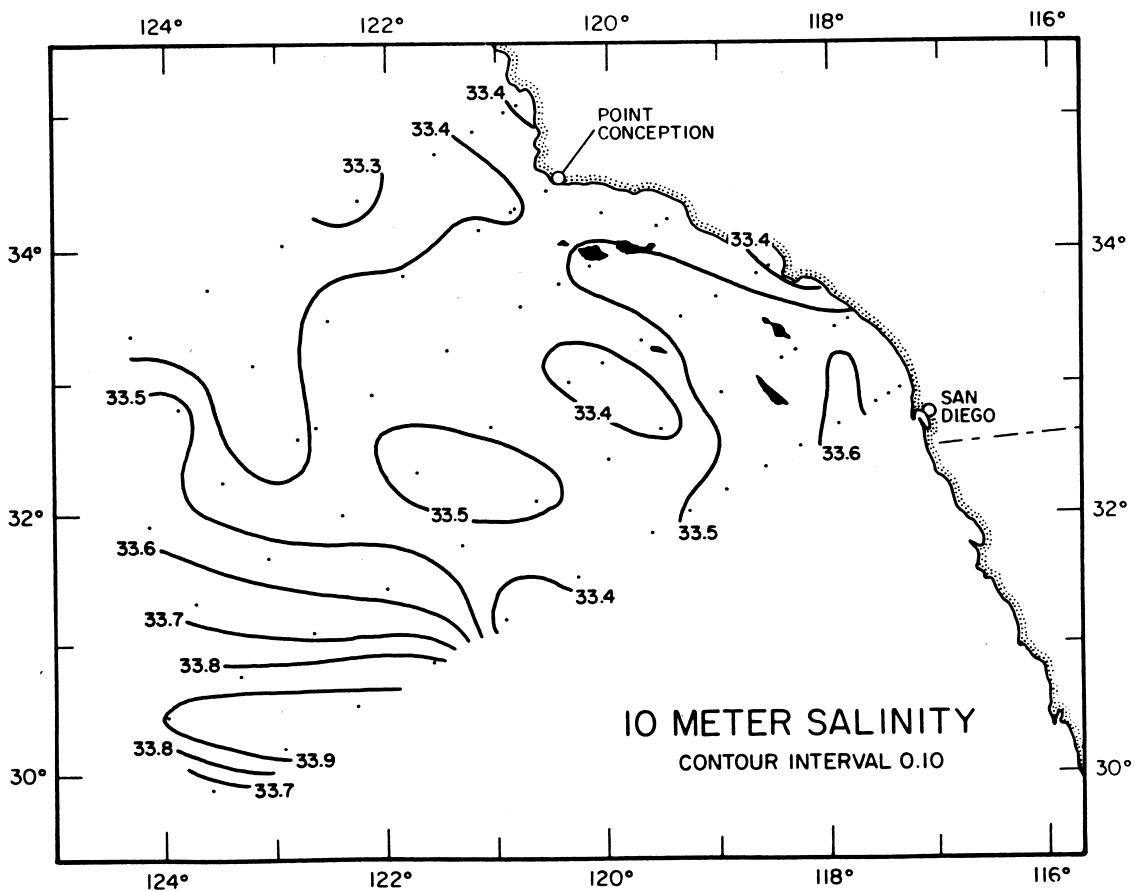 124° 122° 120° 118° 116°
33.4
POINT
CONCEPTION
33.4
33.3
34° 33.4 34°
33.5
33.4
SAN
DIEGO
33.6
33.5
32° 33.5 32°
33.6
33.4
33.7
33.8
10 METER SALINITY
33.8
33.9
CONTOUR INTERVAL 0.10
30° 33.7 30°
124° 122° 120° 118° 116°